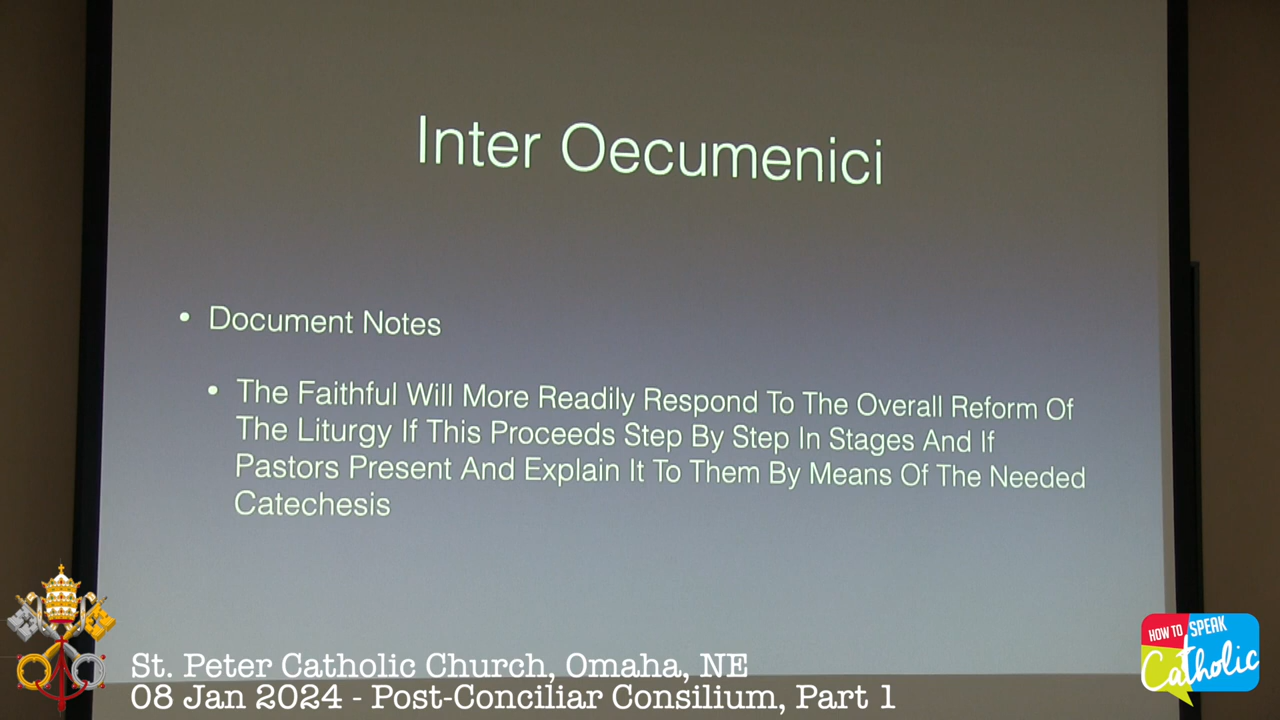 Inter Oecumenici
• Document Notes
• The Faithful Will More Readily Respond To The Overall Reform Of
The Liturgy If This Proceeds Step By Step In Stages And If
Pastors Present And Explain It To Them By Means Of The Needed
Catechesis
St. Peter Catholic Church, Omaha, NE
08 Jan 2024 - Post-Conciliar Consilium, Part 1
HOW TO SPEAK
Catholic